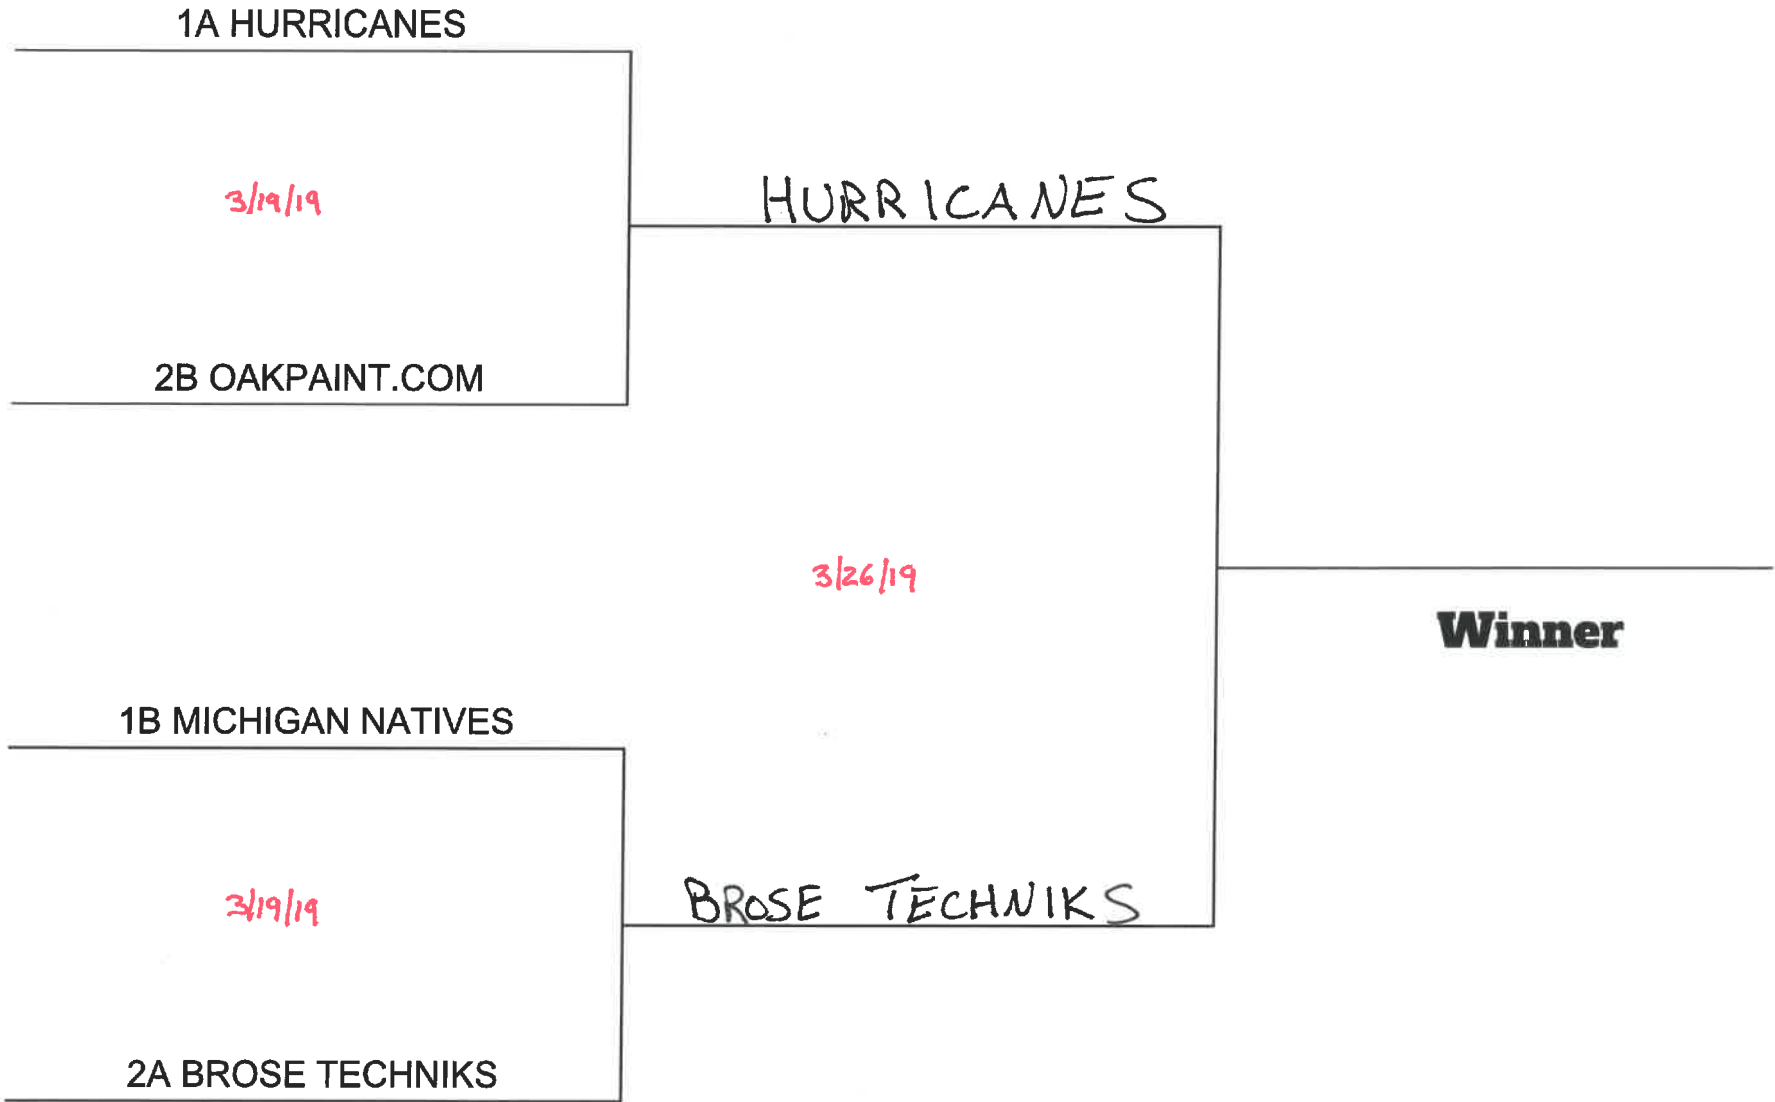 1A HURRICANES
3/19/19
HURRICANES
2B OAKPAINT.COM
3/26/19
Winner
1B MICHIGAN NATIVES
3/19/19
BROSE TECHNIKS
2A BROSE TECHNIKS